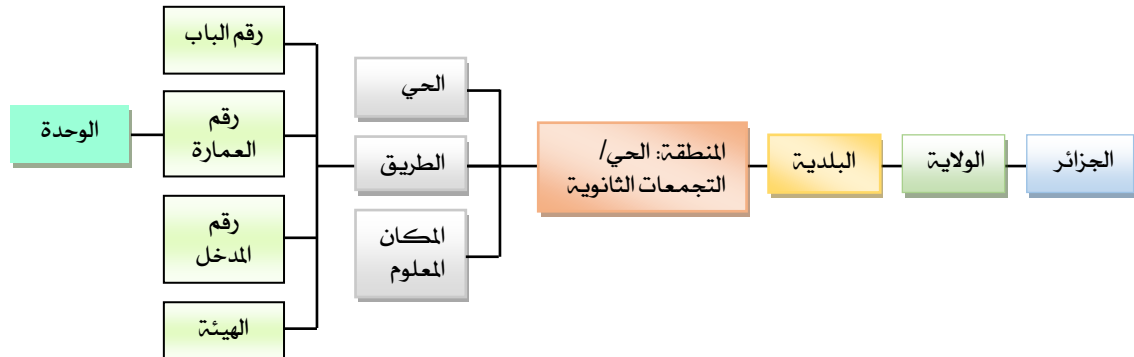 الجزائر
الولاية
البلدية
المنطقة: الحي/
التجمعات الثانوية
الحي
الطريق
المكان
المعلوم
رقم الباب
رقم
العمارة
رقم
المدخل
الهيئة
الوحدة